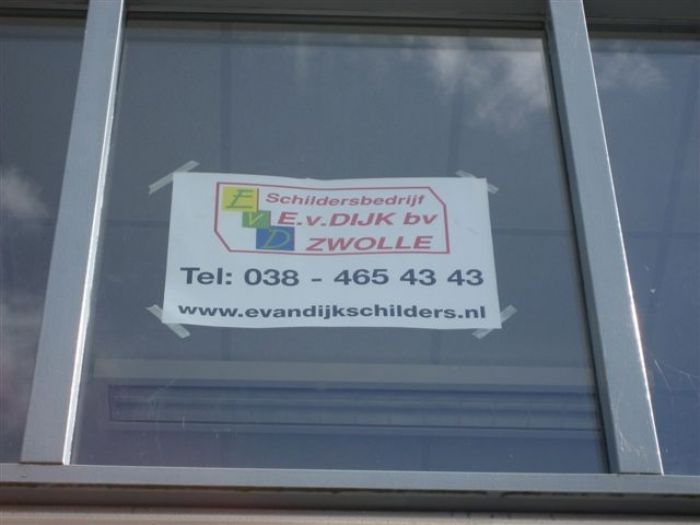 EvD
Schildersbedrijf
E.v.DIJK bv
ZWOLLE
Tel: 038 - 465 43 43
www.evandijkschilders.nl